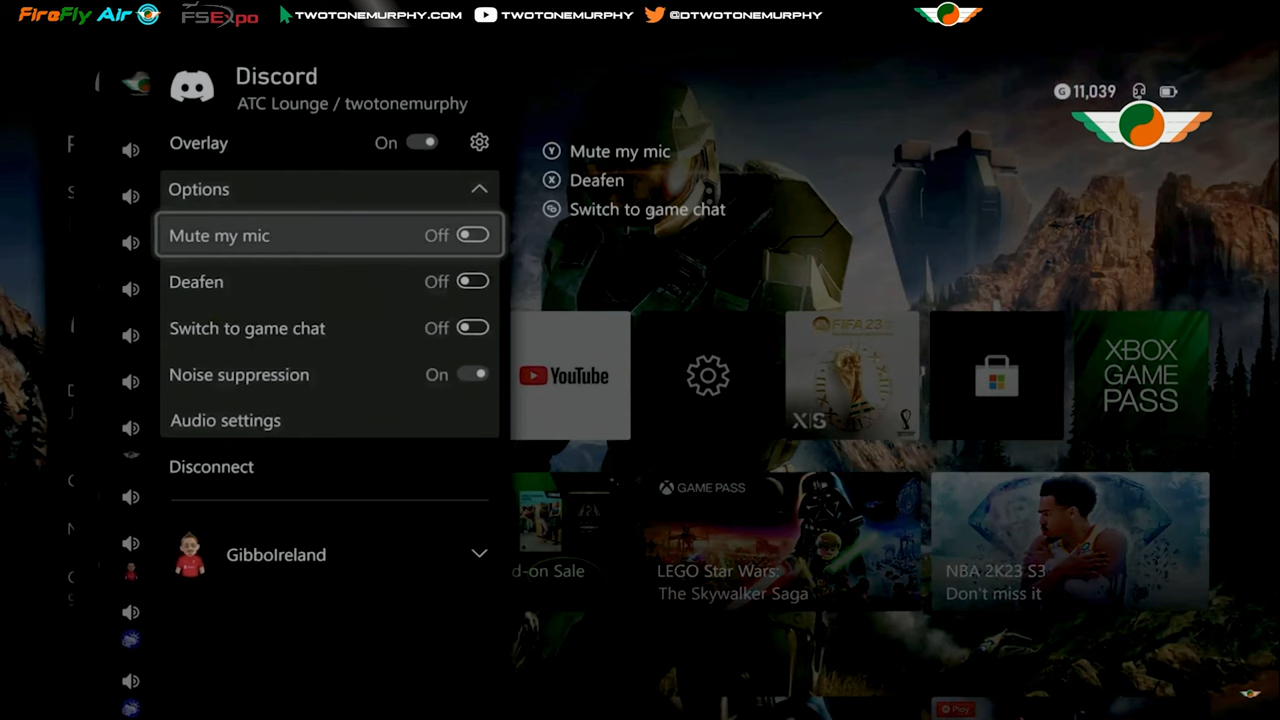 FireFly Air
FSExpo
TWOTONEMURPHY.COM
TWOTONEMURPHY
@DTWOTONEMURPHY
Discord
ATC Lounge / twotonemurphy
G 11,039
Overlay On
Options
Mute my mic Off
Deafen Off
Switch to game chat Off
Noise suppression On
Audio settings
Disconnect
GibboIreland
Y Mute my mic
X Deafen
Switch to game chat
YouTube
FIFA 23
X|S
XBOX
GAME
PASS
d-on Sale
GAME PASS
LEGO Star Wars:
The Skywalker Saga
NBA 2K23 S3
Don't miss it
Play